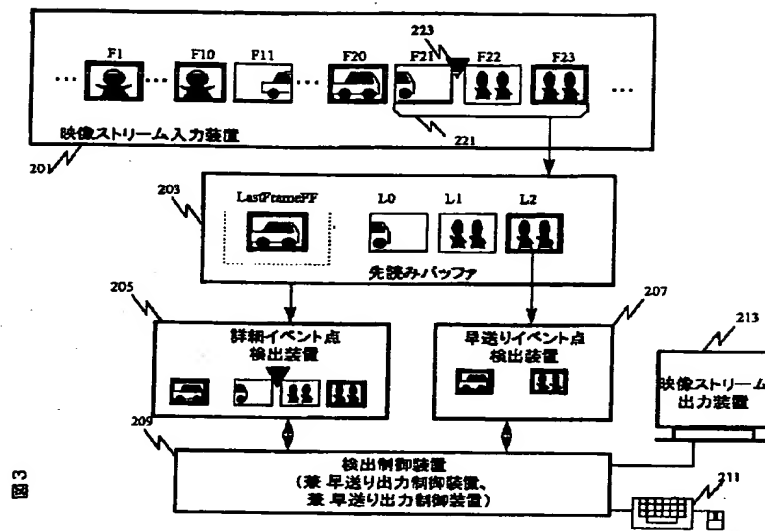 223
F1 F10 F11 F20 F21 F22 F23
… … … …
映像ストリーム入力装置
221
201
203
LastFrameFF L0 L1 L2
先読みバッファ
205
207
詳細イベント点
検出装置
早送りイベント点
検出装置
213
映像ストリーム
出力装置
209
検出制御装置
(兼 早送り出力制御装置、
兼 早送り出力制御装置)
211
図3